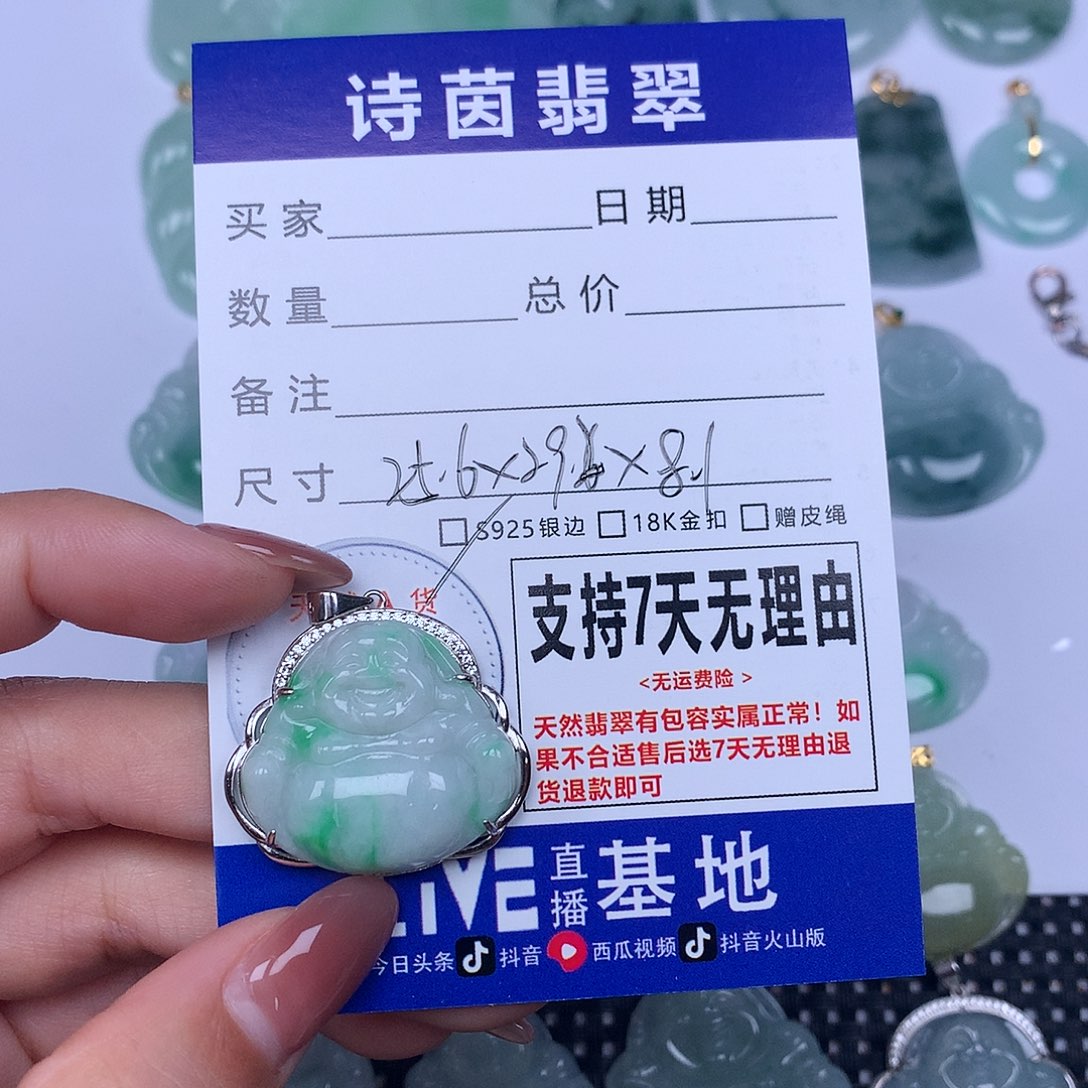 诗茵翡翠
买家 日期
数量 总价
备注
尺寸 25.6×29.×8.1
S925银边 18K金扣 赠皮绳
货
支持7天无理由
<无运费险 >
天然翡翠有包容实属正常！如
果不合适售后选7天无理由退
货退款即可
LIVE 直播 基地
今日头条 抖音 西瓜视频 抖音火山版